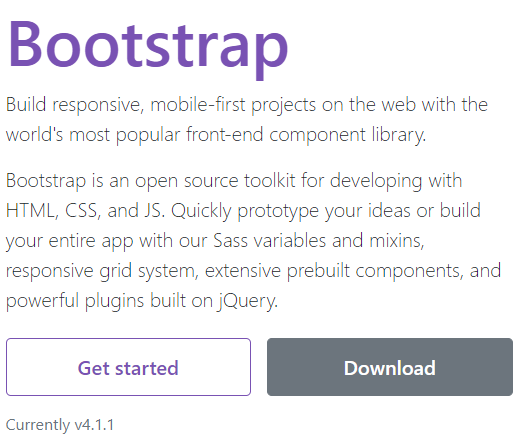 Bootstrap
Build responsive, mobile-first projects on the web with the
world's most popular front-end component library.
Bootstrap is an open source toolkit for developing with
HTML, CSS, and JS. Quickly prototype your ideas or build
your entire app with our Sass variables and mixins,
responsive grid system, extensive prebuilt components, and
powerful plugins built on jQuery.
Get started
Download
Currently v4.1.1